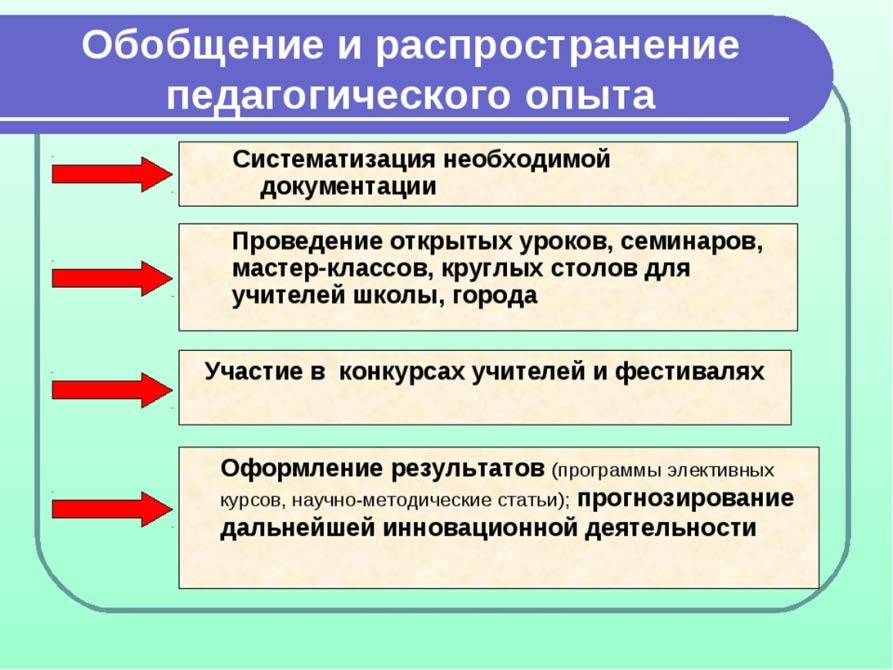 Обобщение и распространение
педагогического опыта
Систематизация необходимой
документации
Проведение открытых уроков, семинаров,
мастер-классов, круглых столов для
учителей школы, города
Участие в конкурсах учителей и фестивалях
Оформление результатов (программы элективных
курсов, научно-методические статьи); прогнозирование
дальнейшей инновационной деятельности